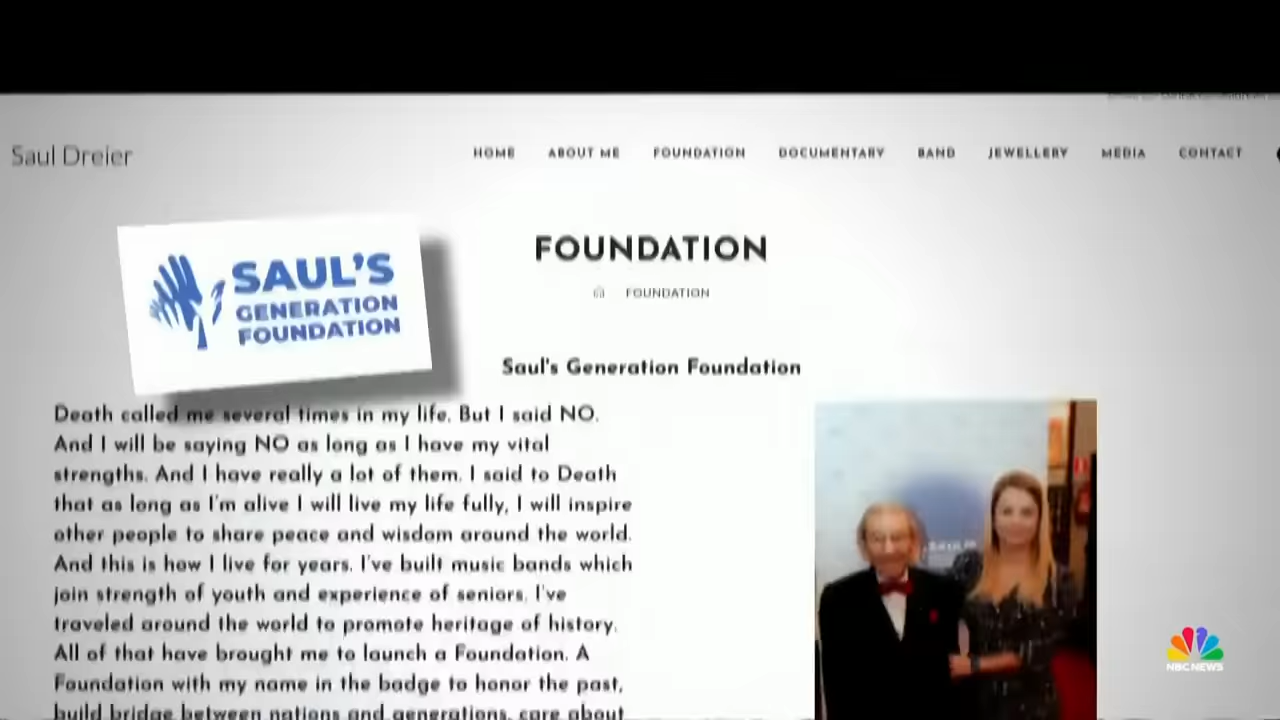 Saul Dreier
HOME ABOUT ME FOUNDATION DOCUMENTARY BAND JEWELLERY MEDIA CONTACT
FOUNDATION
FOUNDATION
SAUL'S
GENERATION
FOUNDATION
Saul's Generation Foundation
Death called me several times in my life. But I said NO.
And I will be saying NO as long as I have my vital
strengths. And I have really a lot of them. I said to Death
that as long as I'm alive I will live my life fully, I will inspire
other people to share peace and wisdom around the world.
And this is how I live for years. I've built music bands which
join strength of youth and experience of seniors. I've
traveled around the world to promote heritage of history.
All of that have brought me to launch a Foundation. A
Foundation with my name in the badge to honor the past,
build bridge between nations and generations, care about
NBC NEWS